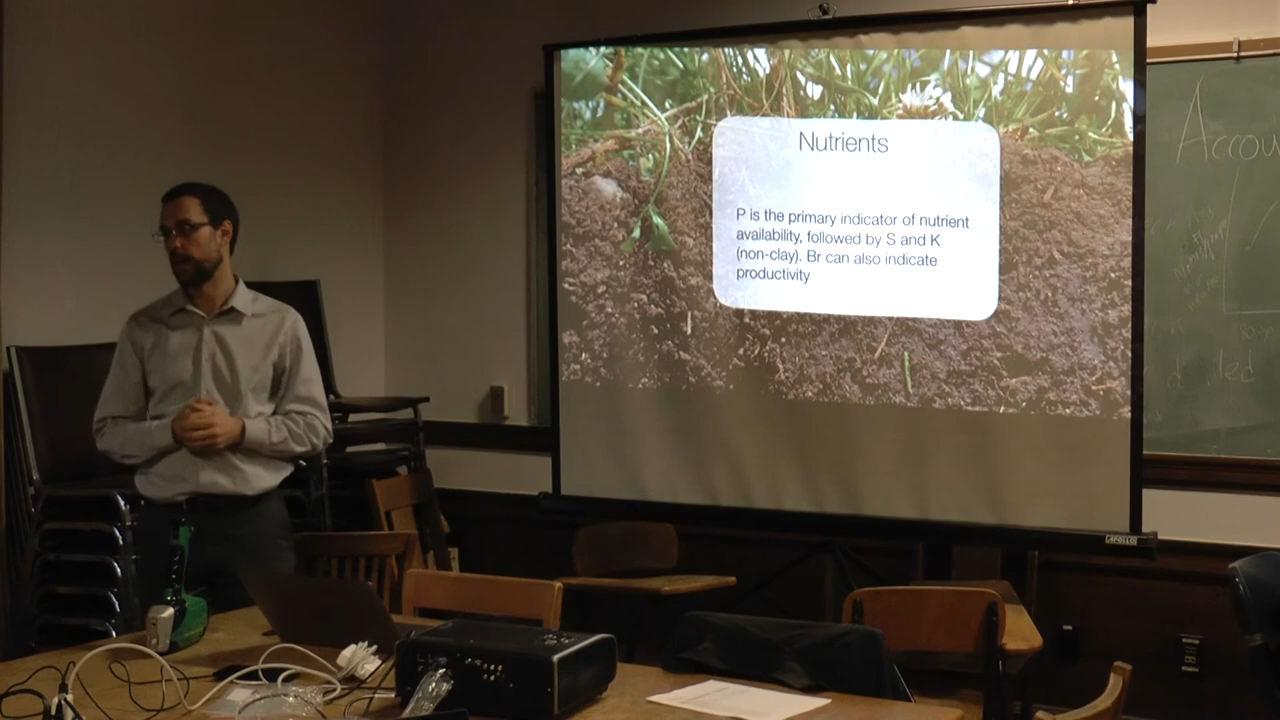 Nutrients
P is the primary indicator of nutrient
availability, followed by S and K
(non-clay). Br can also indicate
productivity
APOLLO